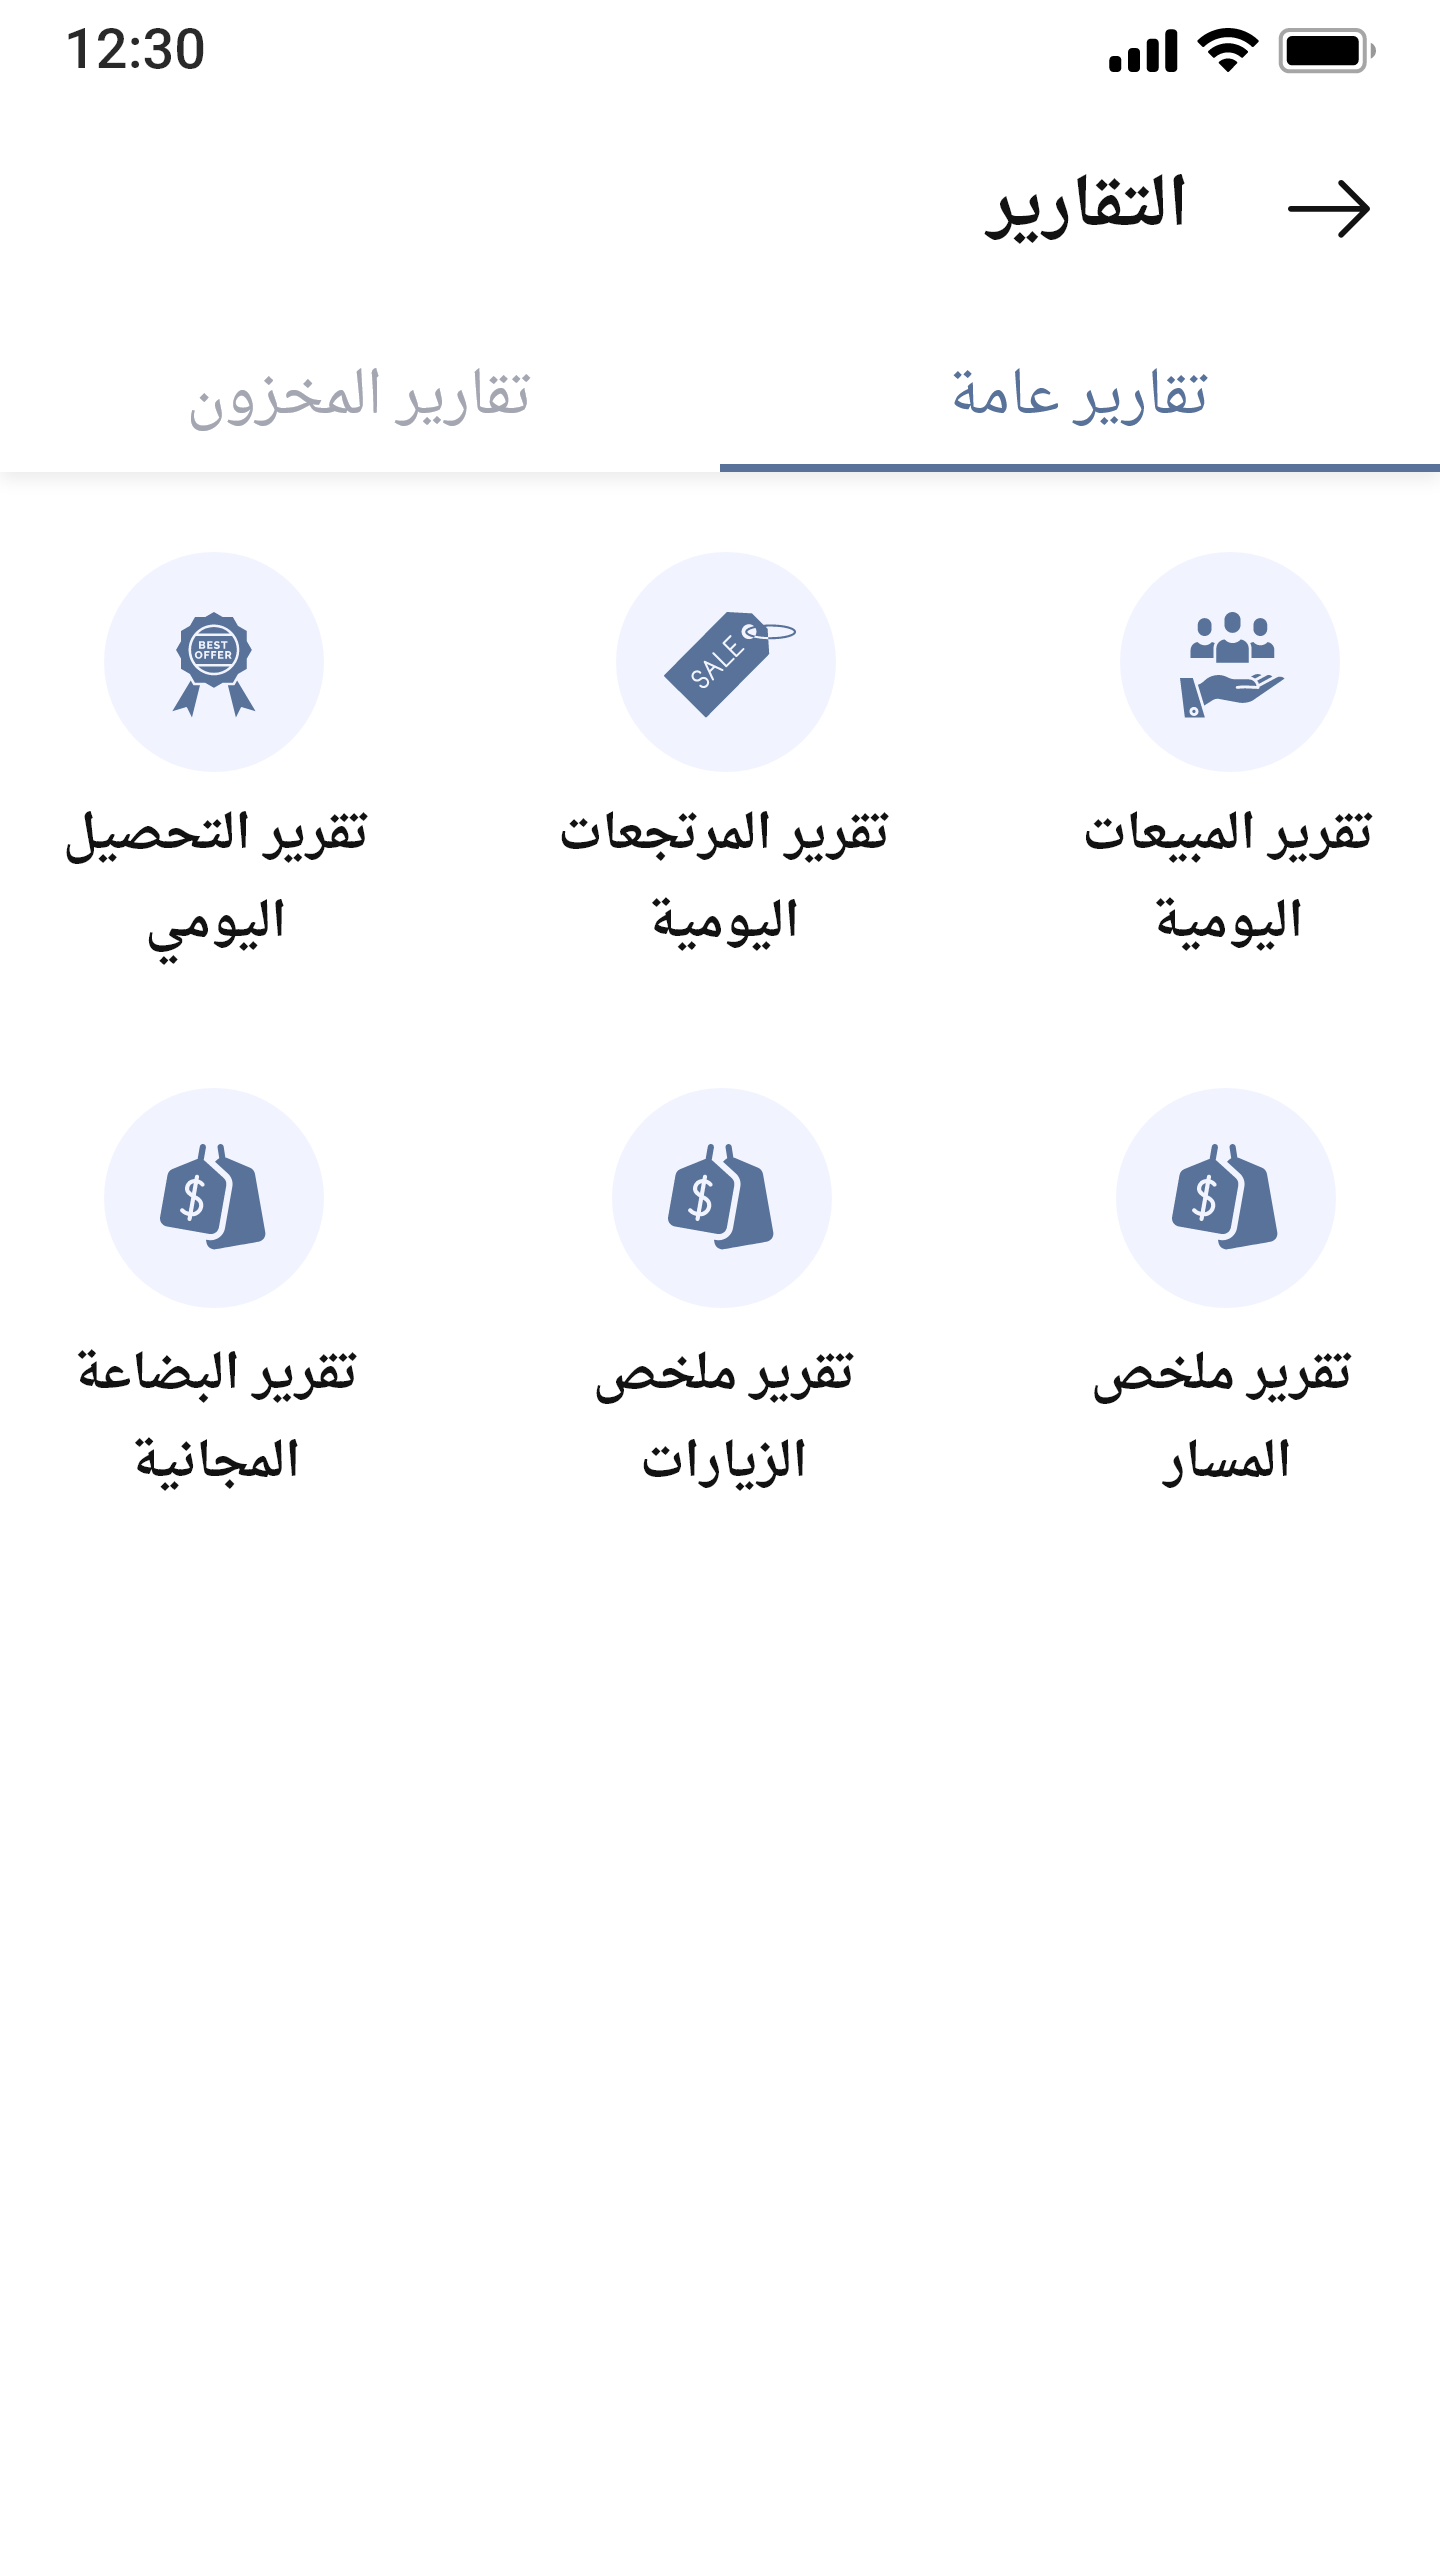 12:30
التقارير
تقارير عامة
تقارير المخزون
تقرير المبيعات
اليومية
SALE
تقرير المرتجعات
اليومية
BEST
OFFER
تقرير التحصيل
اليومي
$
تقرير ملخص
المسار
$
تقرير ملخص
الزيارات
$
تقرير البضاعة
المجانية